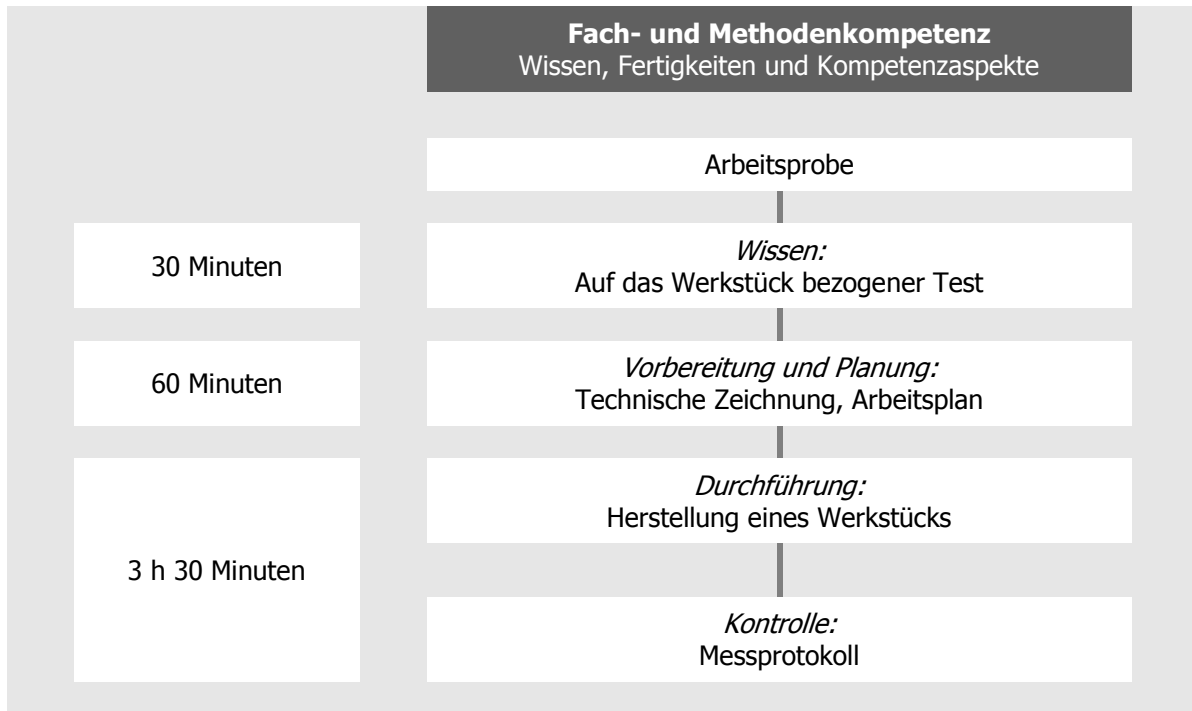 Fach- und Methodenkompetenz
Wissen, Fertigkeiten und Kompetenzaspekte
Arbeitsprobe
30 Minuten
Wissen:
Auf das Werkstück bezogener Test
60 Minuten
Vorbereitung und Planung:
Technische Zeichnung, Arbeitsplan
3 h 30 Minuten
Durchführung:
Herstellung eines Werkstücks
Kontrolle:
Messprotokoll